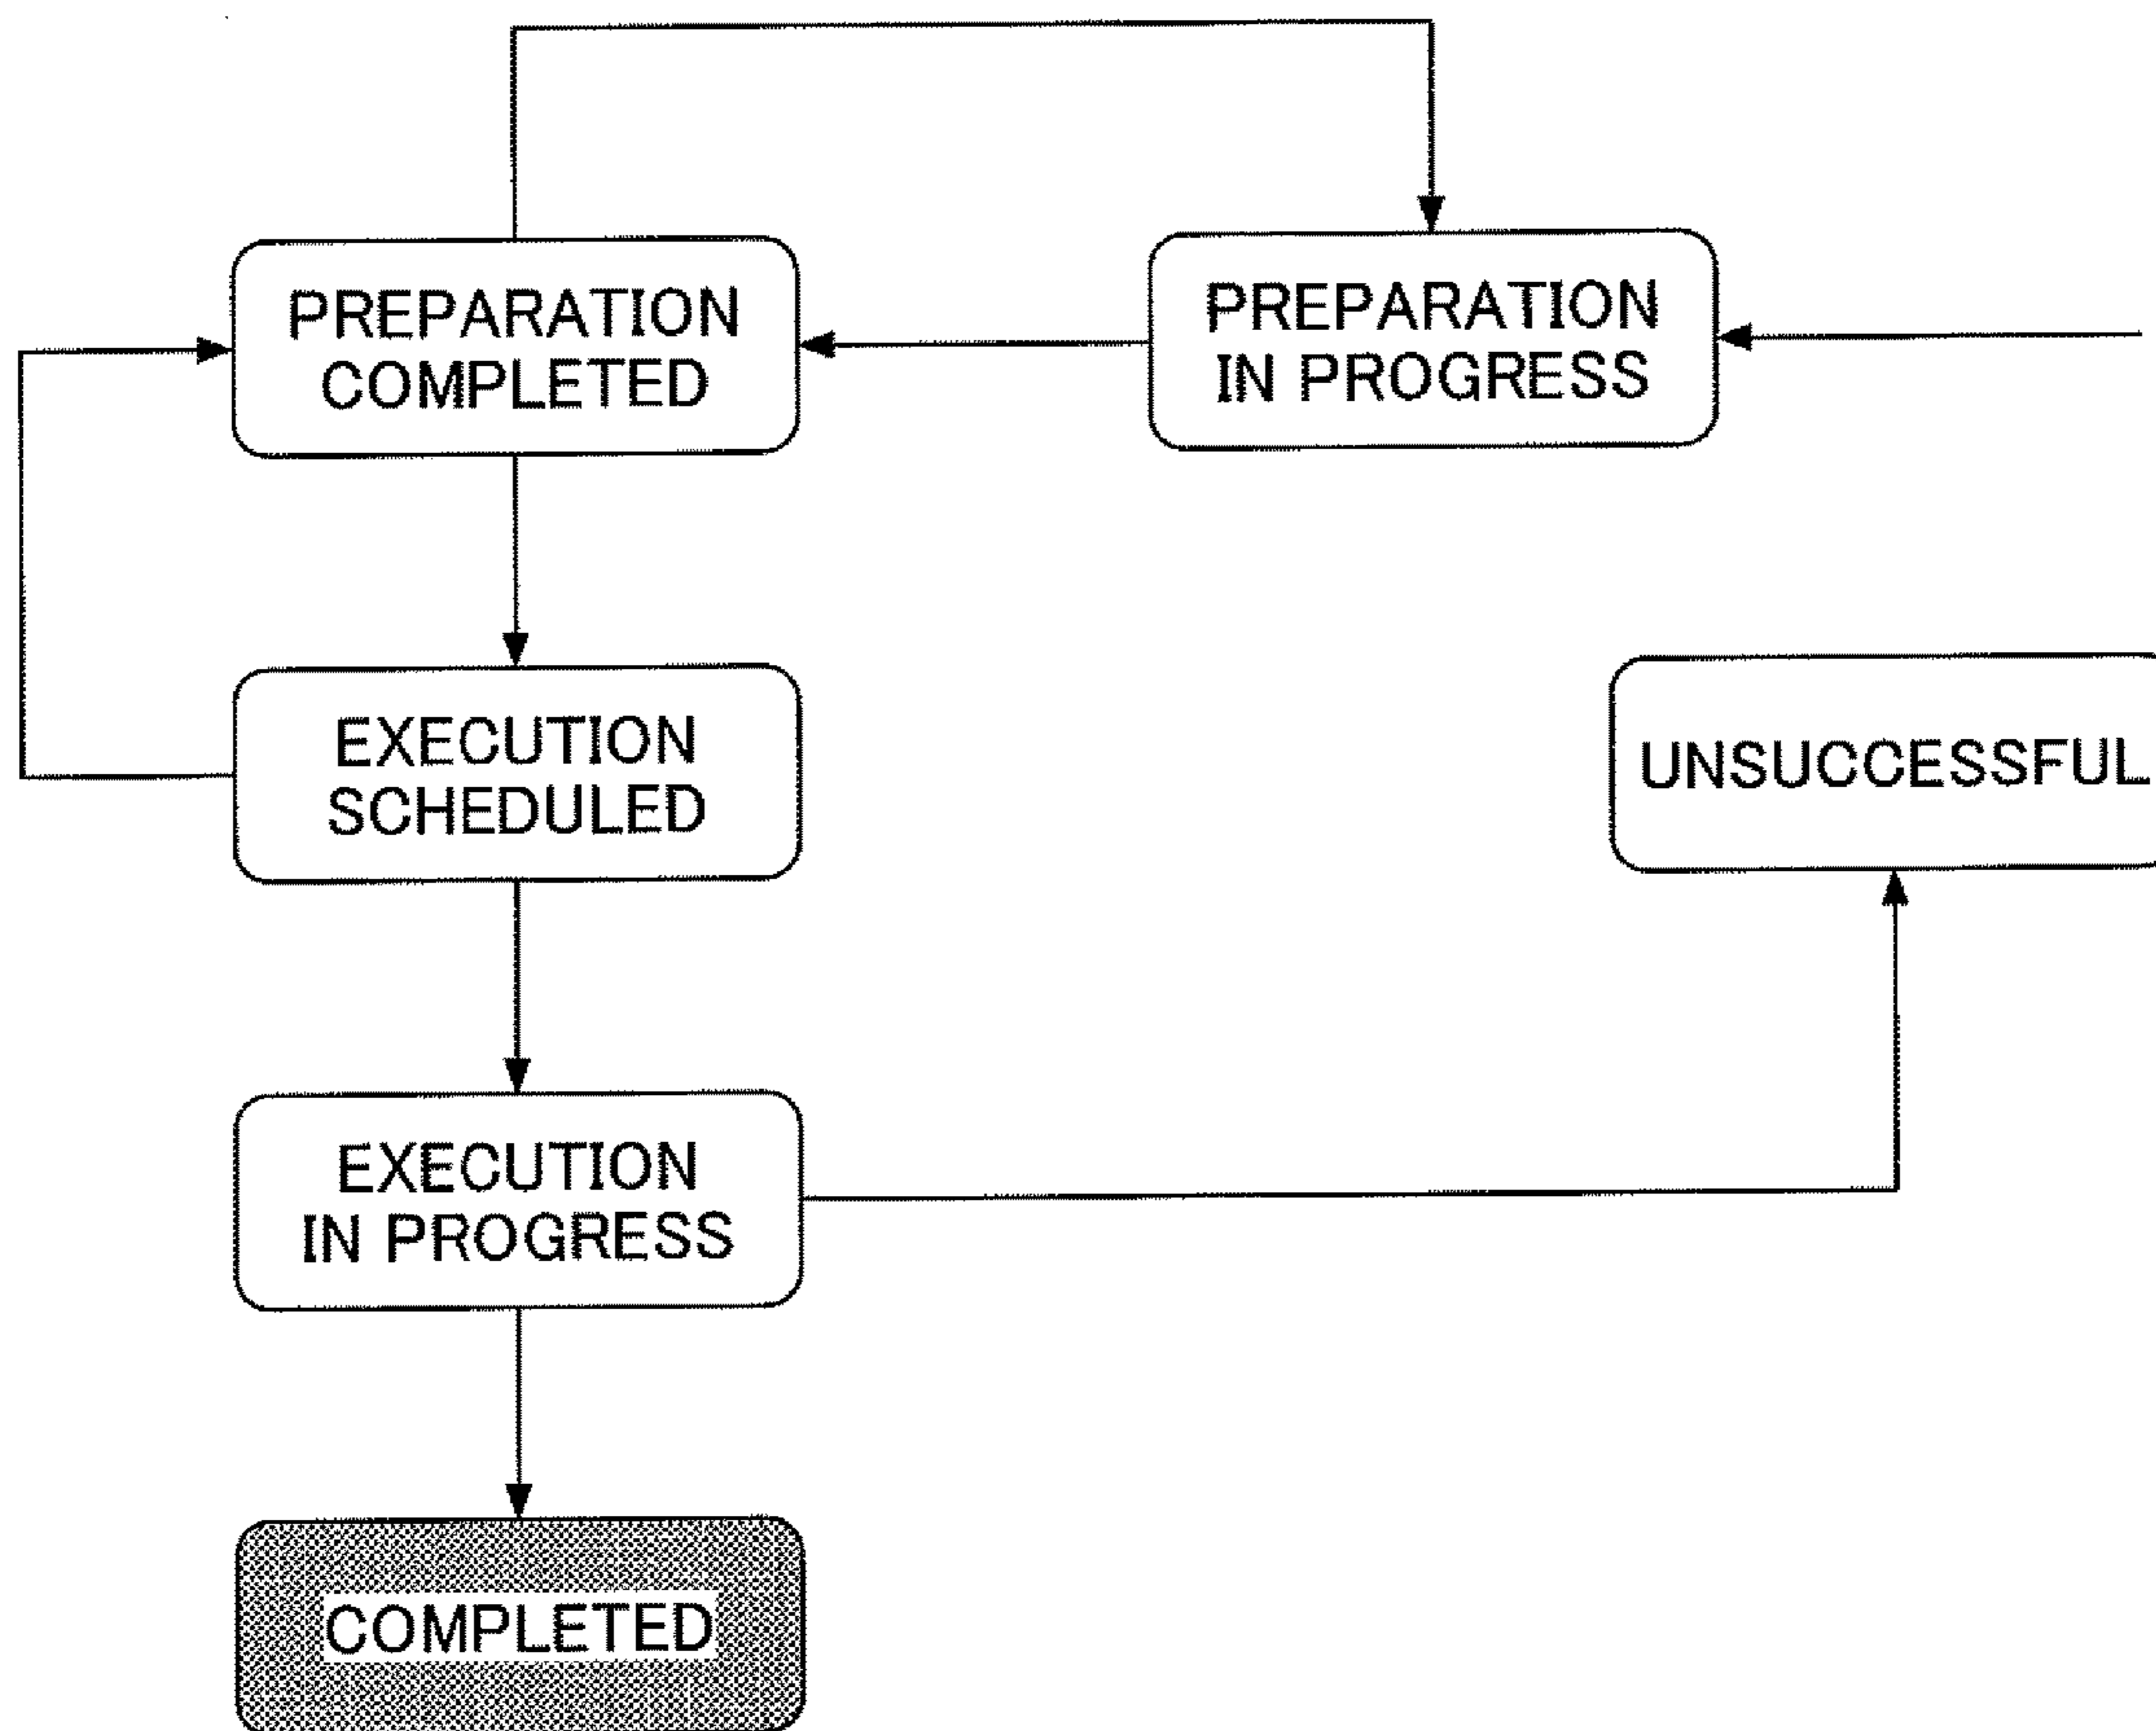 PREPARATION
COMPLETED
PREPARATION
IN PROGRESS
EXECUTION
SCHEDULED
UNSUCCESSFUL
EXECUTION
IN PROGRESS
COMPLETED